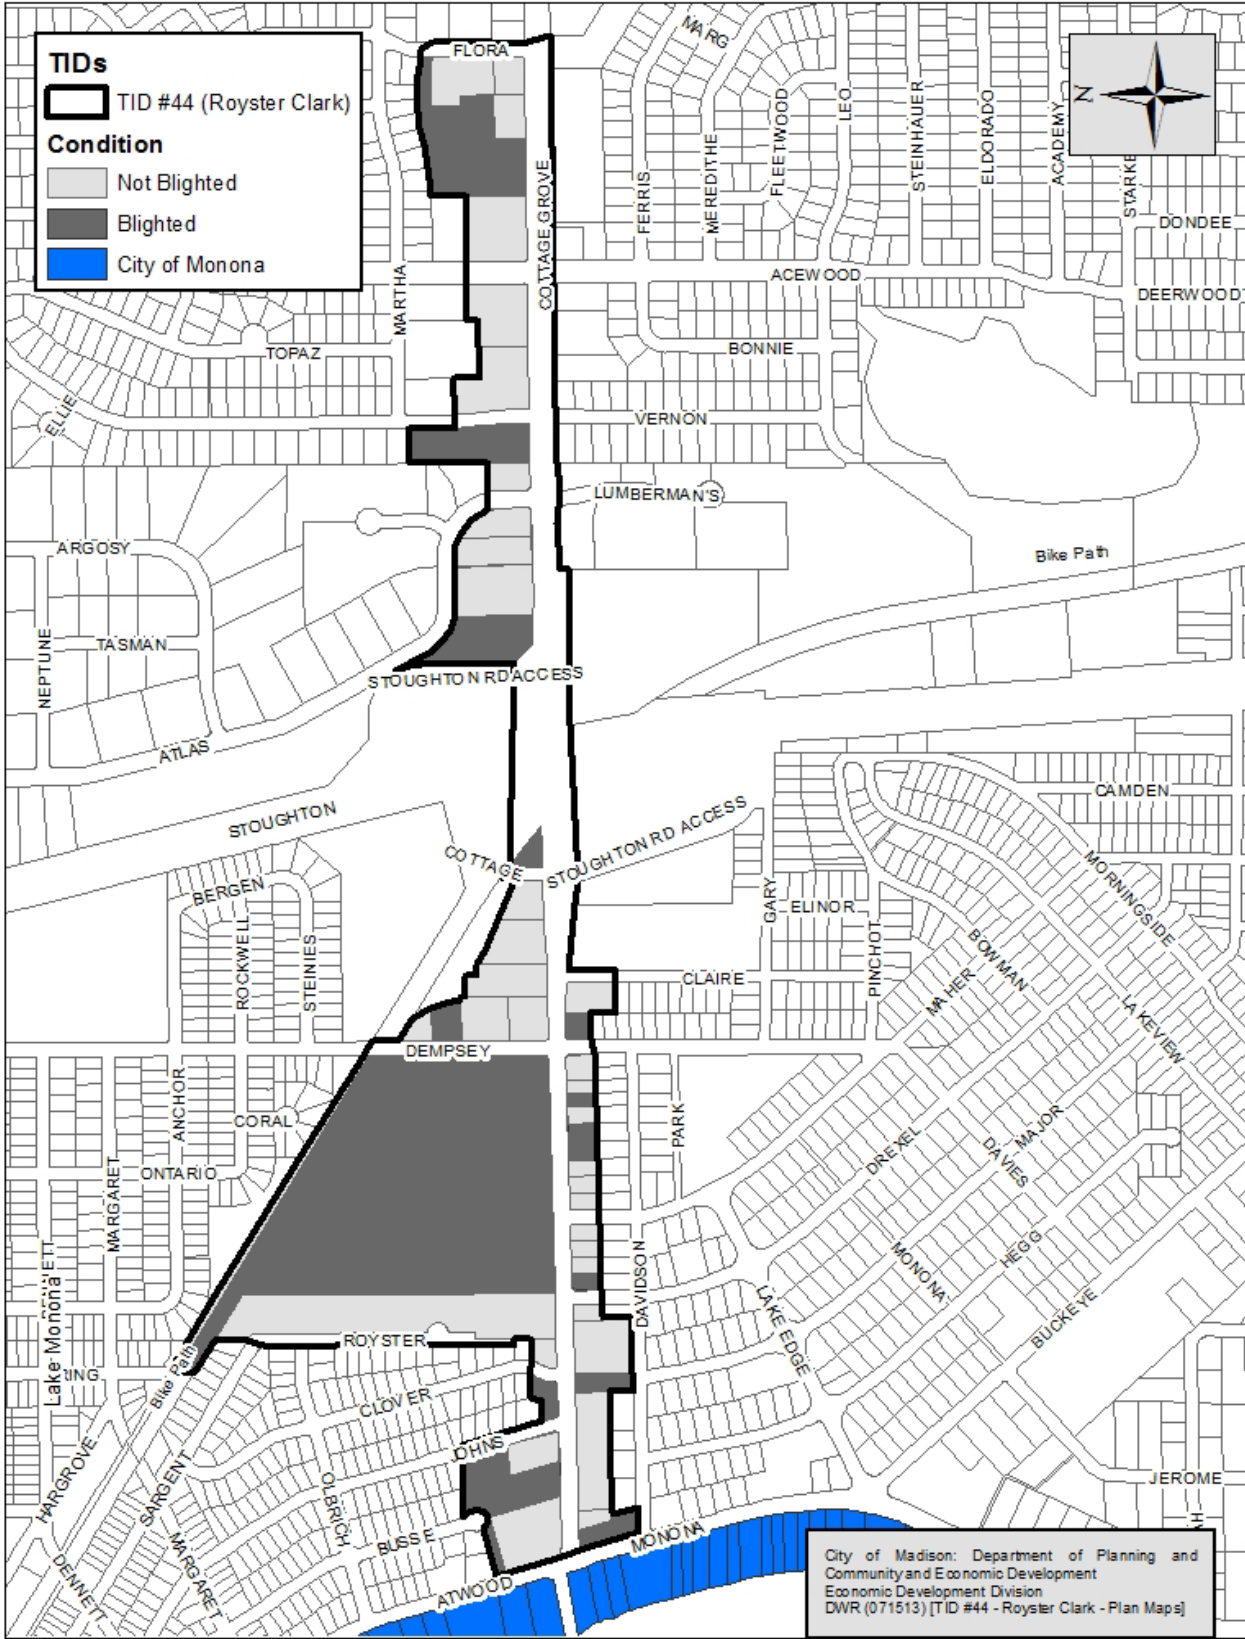 TIDs
TID #44 (Royster Clark)
Condition
Not Blighted
Blighted
City of Monona
N
FLORA
MARG
COTTAGE GROVE
FERRIS
MEREDITHE
FLEETWOOD
LEO
STEINHAUER
ELDORADO
ACADEMY
STARKE
DONDEE
MARTHA
ACEWOOD
DEERWOOD
TOPAZ
BONNIE
ELLIE
VERNON
LUMBERMAN'S
ARGOSY
Bike Path
NEPTUNE
TASMAN
STOUGHTON RD ACCESS
ATLAS
STOUGHTON
CAMDEN
COTTAGE
STOUGHTON RD ACCESS
MORNINGSIDE
BERGEN
GARY
ELINOR
ROCKWELL
STEINIES
PINCHOT
BOWMAN
CLAIRE
MAHER
LAKEVIEW
DEMPSEY
ANCHOR
CORAL
PARK
MAJOR
DREXEL
DAVIES
ONTARIO
MARGARET
DAVIDSON
HEGG
MONONA
Lake Monona
LAKE EDGE
BUCKEYE
ROYSTER
RING
Bike Path
CLOVER
JOHNS
HARGROVE
SARGENT
OLBRICH
JEROME
BUSSE
MONONA
DENNETT
MARGARET
ATWOOD
AH
City of Madison: Department of Planning and
Community and Economic Development
Economic Development Division
DWR (071513) [TID #44 - Royster Clark - Plan Maps]